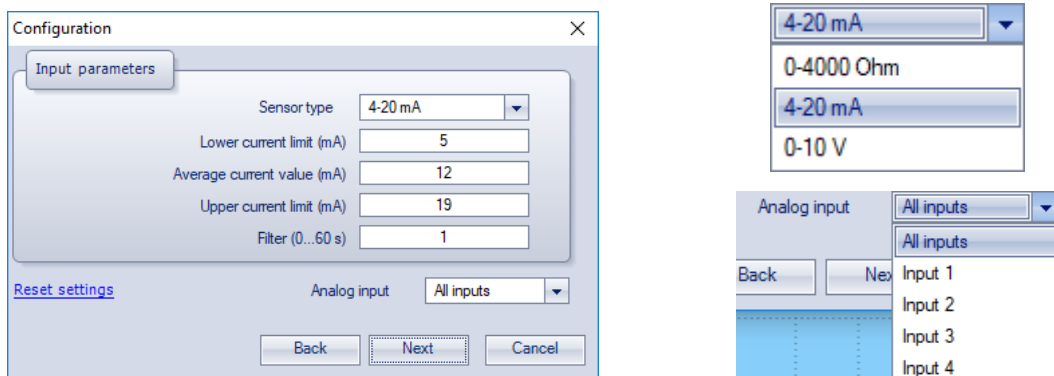 Configuration
Input parameters
Sensor type 4-20 mA
Lower current limit (mA) 5
Average current value (mA) 12
Upper current limit (mA) 19
Filter (0...60 s) 1
Reset settings Analog input All inputs
Back Next Cancel
4-20 mA
0-4000 Ohm
4-20 mA
0-10 V
Analog input All inputs
All inputs
Back Nex Input 1
Input 2
Input 3
Input 4